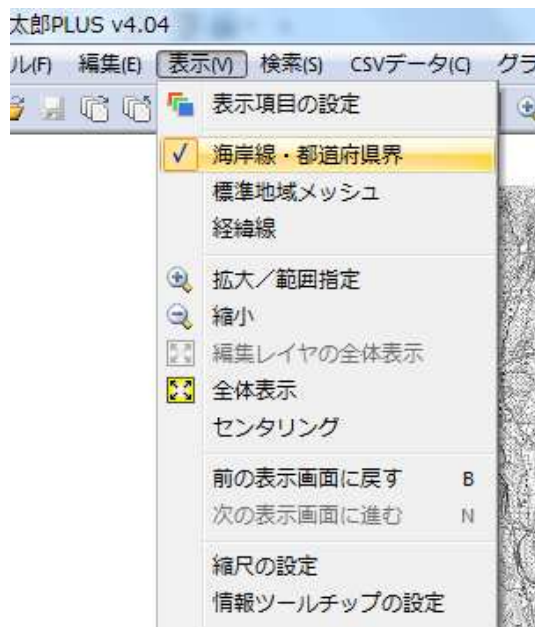 太郎PLUS v4.04
ル(F) 編集(E) 表示(V) 検索(S) CSVデータ(C) グラ
表示項目の設定
海岸線・都道府県界
標準地域メッシュ
経緯線
拡大／範囲指定
縮小
編集レイヤの全体表示
全体表示
センタリング
前の表示画面に戻す B
次の表示画面に進む N
縮尺の設定
情報ツールチップの設定